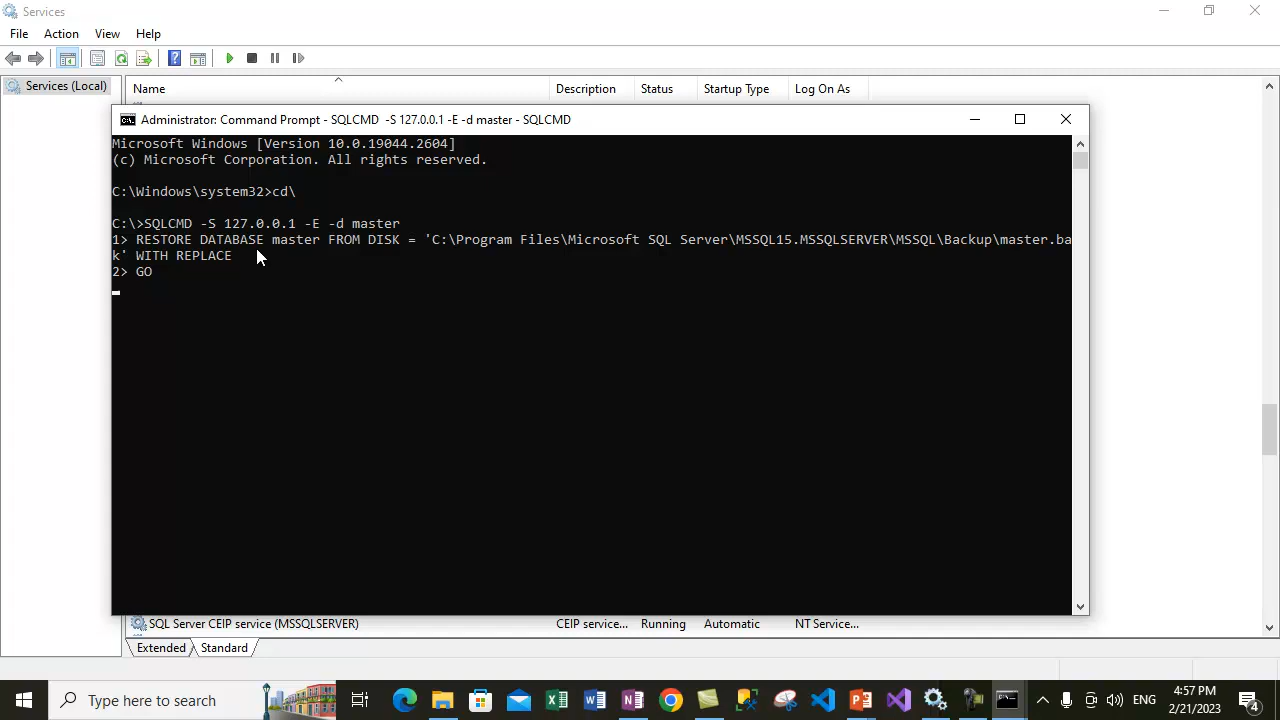 Services
File Action View Help
Services (Local)
Name Description Status Startup Type Log On As
Administrator: Command Prompt - SQLCMD -S 127.0.0.1 -E -d master - SQLCMD
Microsoft Windows [Version 10.0.19044.2604]
(c) Microsoft Corporation. All rights reserved.
C:\Windows\system32>cd\
C:\>SQLCMD -S 127.0.0.1 -E -d master
1> RESTORE DATABASE master FROM DISK = 'C:\Program Files\Microsoft SQL Server\MSSQL15.MSSQLSERVER\MSSQL\Backup\master.ba
k' WITH REPLACE
2> GO
SQL Server CEIP service (MSSQLSERVER) CEIP service... Running Automatic NT Service...
Extended Standard
Type here to search
ENG
4:57 PM
2/21/2023
4